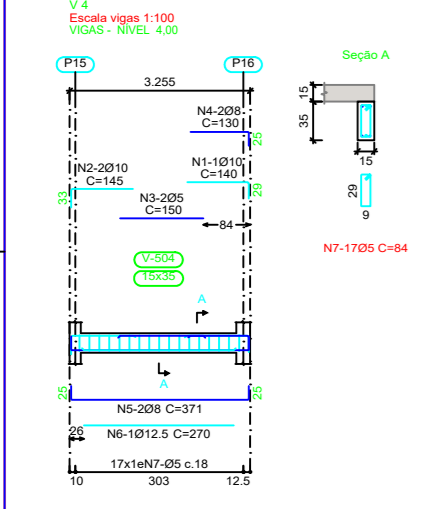 V 4
Escala vigas 1:100
VIGAS - NÍVEL 4,00
P15
P16
3.255
N4-2Ø8
C=130
25
N2-2Ø10
C=145
33
N1-1Ø10
C=140
29
N3-2Ø5
C=150
84
V-504
15x35
A
A
25
25
N5-2Ø8 C=371
26
N6-1Ø12.5 C=270
17x1eN7-Ø5 c.18
10
303
12.5
Seção A
15
35
15
29
9
N7-17Ø5 C=84